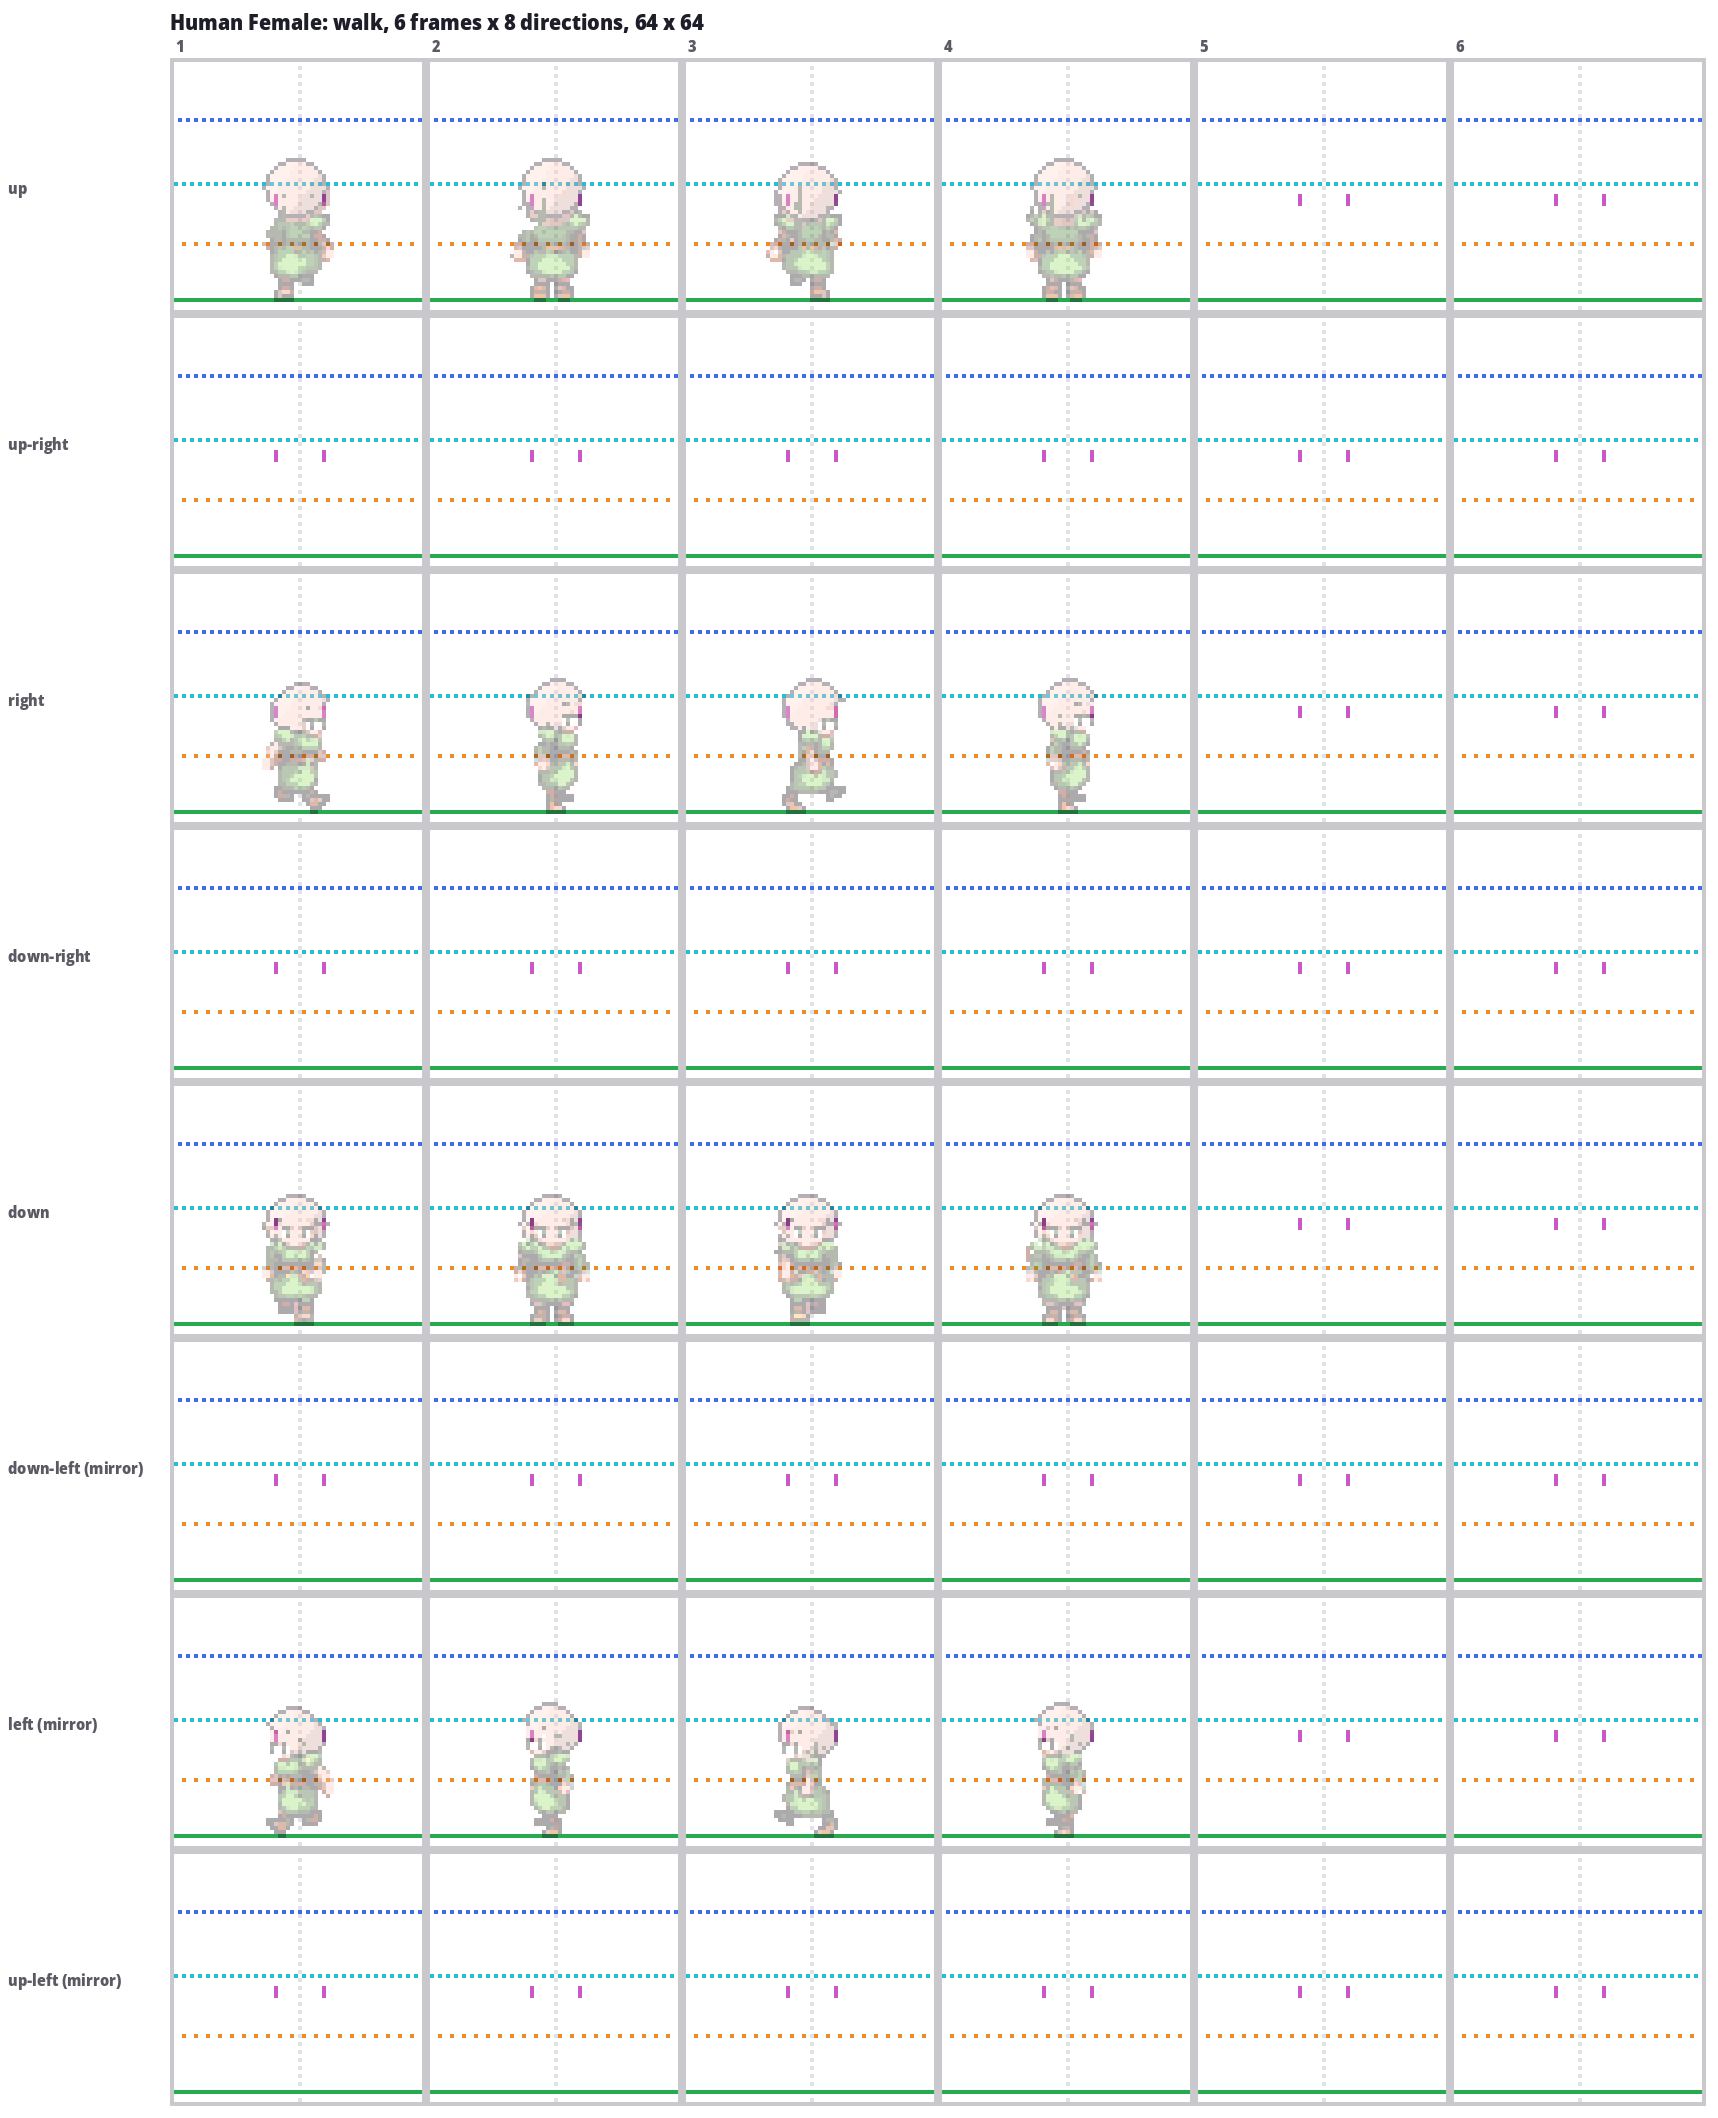 Human Female: walk, 6 frames x 8 directions, 64 x 64
1 2 3 4 5 6
up
up-right
right
down-right
down
down-left (mirror)
left (mirror)
up-left (mirror)